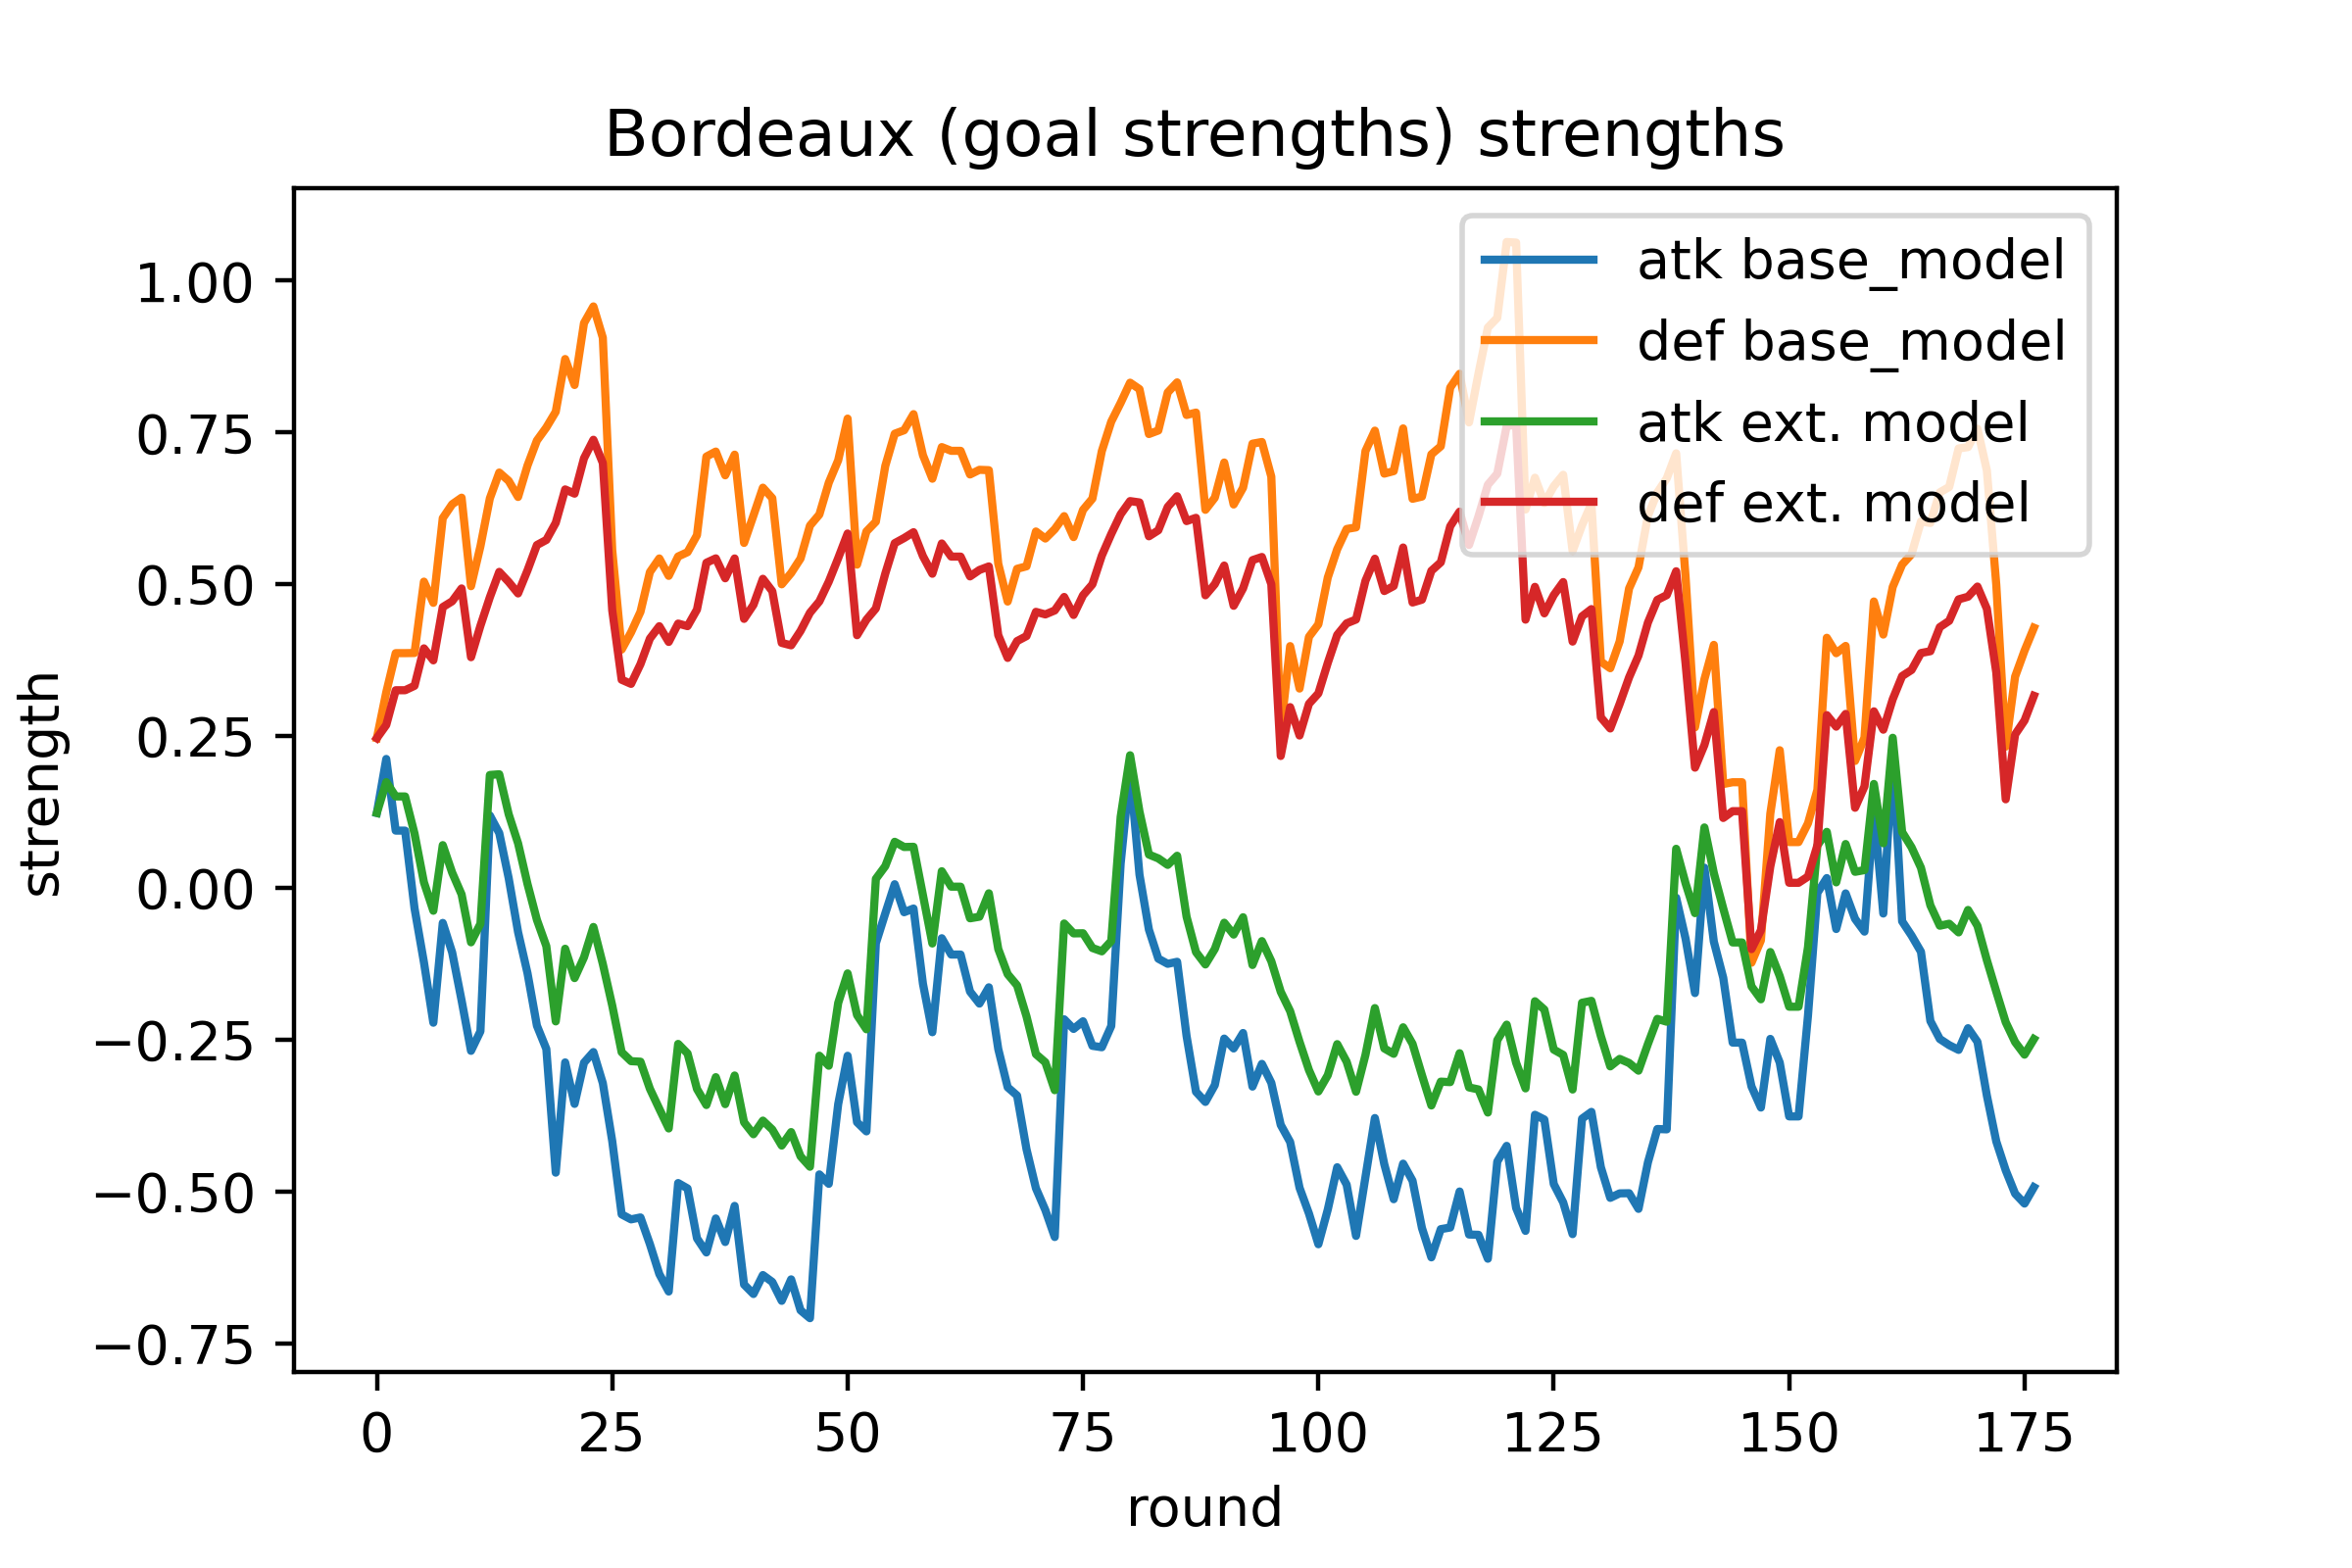 Bordeaux (goal strengths) strengths
atk base_model
def base_model
atk ext. model
def ext. model
1.00
0.75
0.50
0.25
0.00
−0.25
−0.50
−0.75
strength
0 25 50 75 100 125 150 175
round